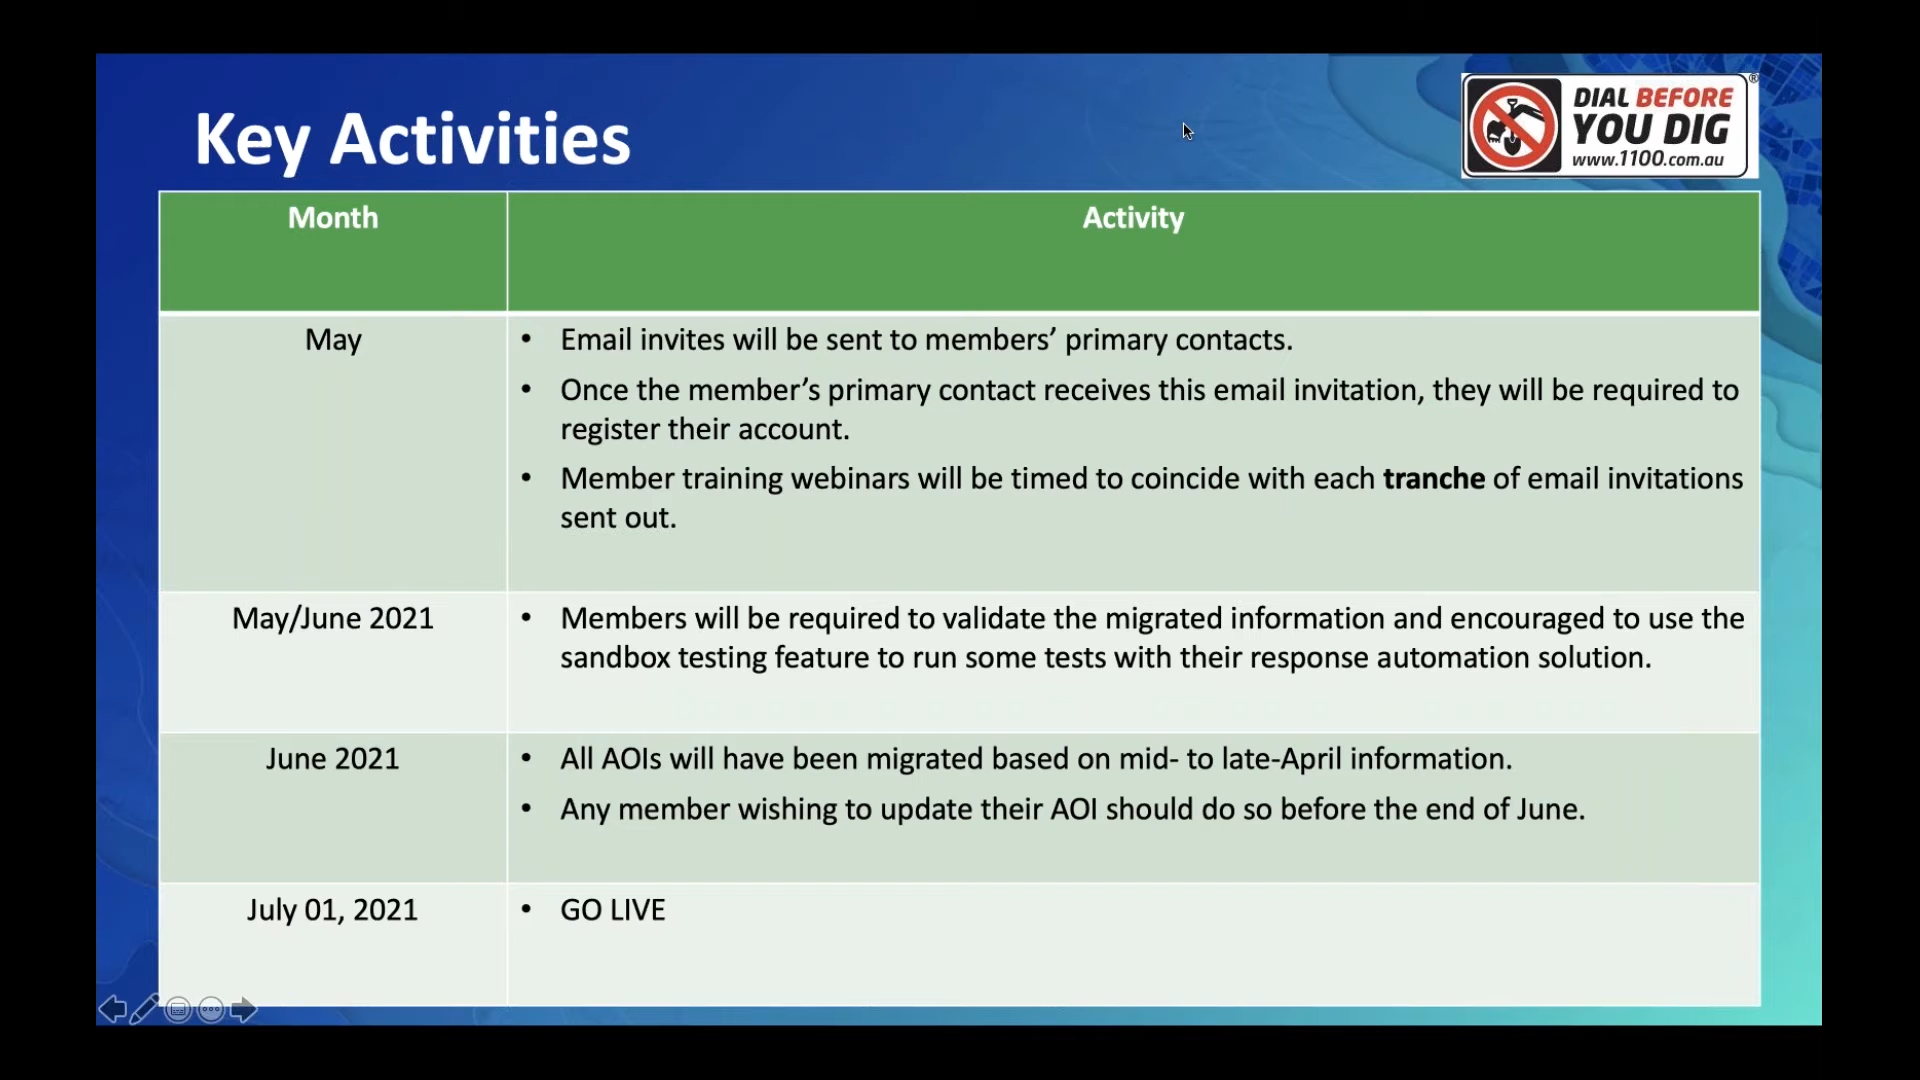 Key Activities
DIAL BEFORE
YOU DIG
www.1100.com.au
®
Month
Activity
May
• Email invites will be sent to members’ primary contacts.
• Once the member’s primary contact receives this email invitation, they will be required to
register their account.
• Member training webinars will be timed to coincide with each tranche of email invitations
sent out.
May/June 2021
• Members will be required to validate the migrated information and encouraged to use the
sandbox testing feature to run some tests with their response automation solution.
June 2021
• All AOIs will have been migrated based on mid- to late-April information.
• Any member wishing to update their AOI should do so before the end of June.
July 01, 2021
• GO LIVE